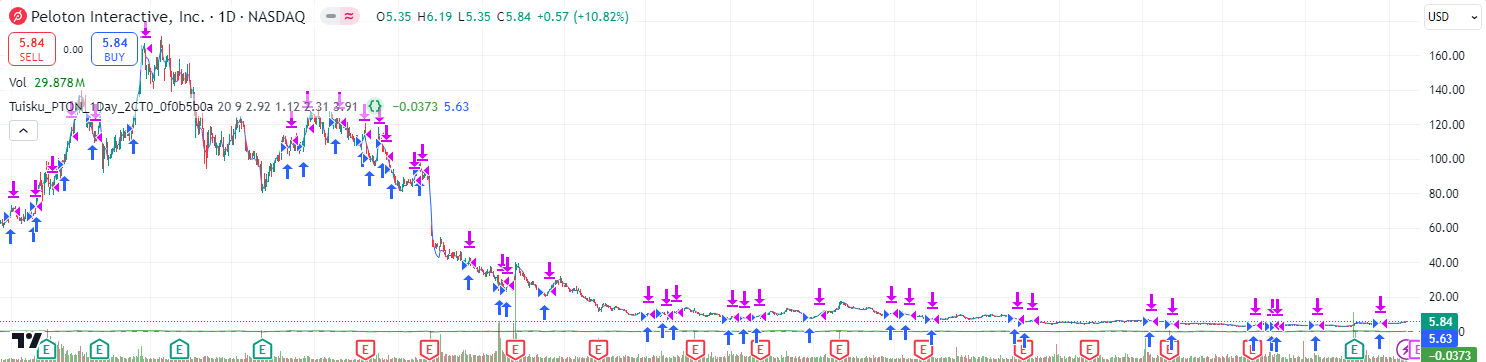 Peloton Interactive, Inc. · 1D · NASDAQ O5.35 H6.19 L5.35 C5.84 +0.57 (+10.82%)
USD
5.84 0.00 5.84
SELL BUY
Vol 29.878M
Tuisku_PTON_1Day_2CT0_0f0b5b0a 20 9 2.92 1.12 2.31 3.91 {} −0.0373 5.63
160.00
140.00
120.00
100.00
80.00
60.00
40.00
20.00
5.84
5.63
−0.0373
E E E E E E E E E E E E E E E E E